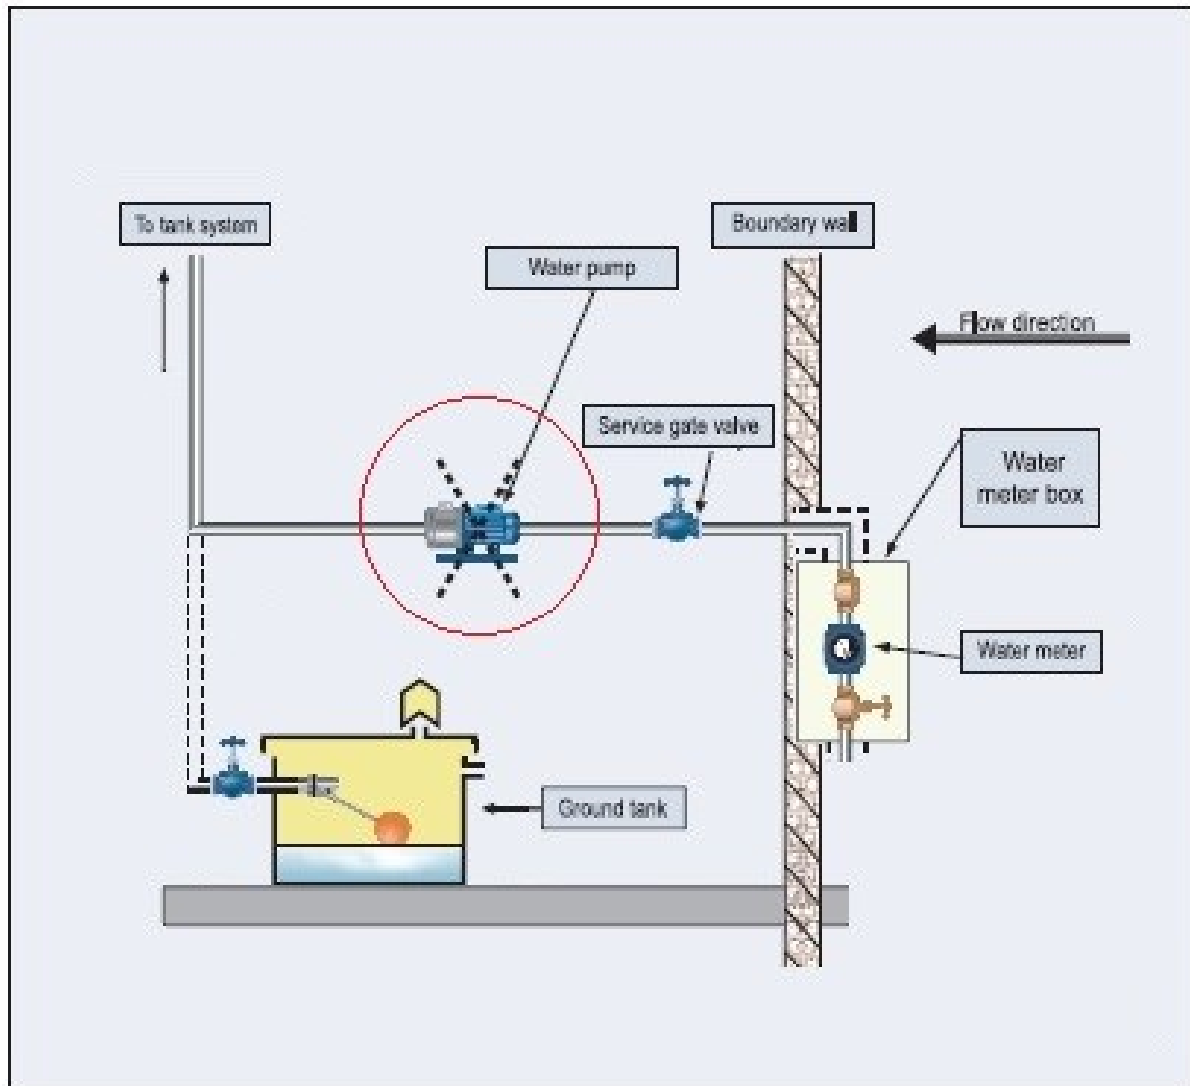 To tank system
Boundary wall
Water pump
Flow direction
Service gate valve
Water
meter box
Water meter
Ground tank